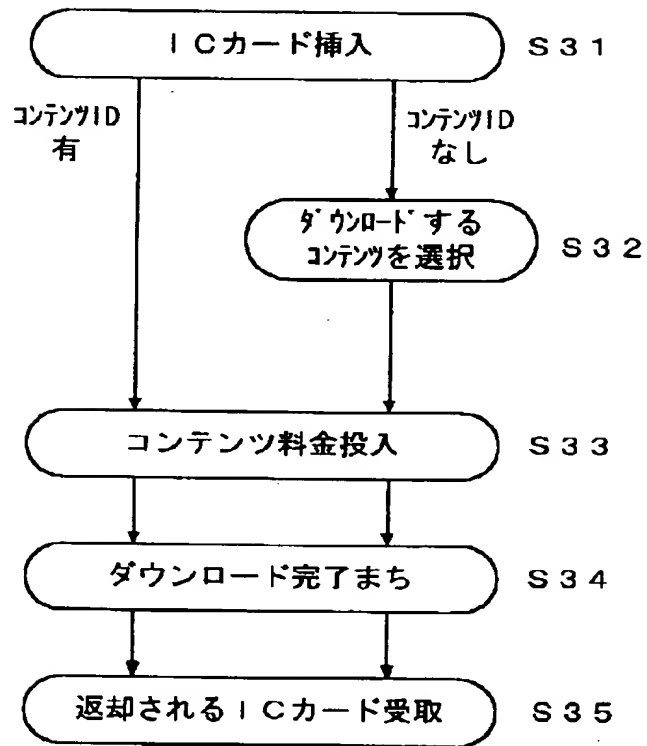 ICカード挿入 S31
コンテンツID
有
コンテンツID
なし
ダウンロードする
コンテンツを選択 S32
コンテンツ料金投入 S33
ダウンロード完了まち S34
返却されるICカード受取 S35